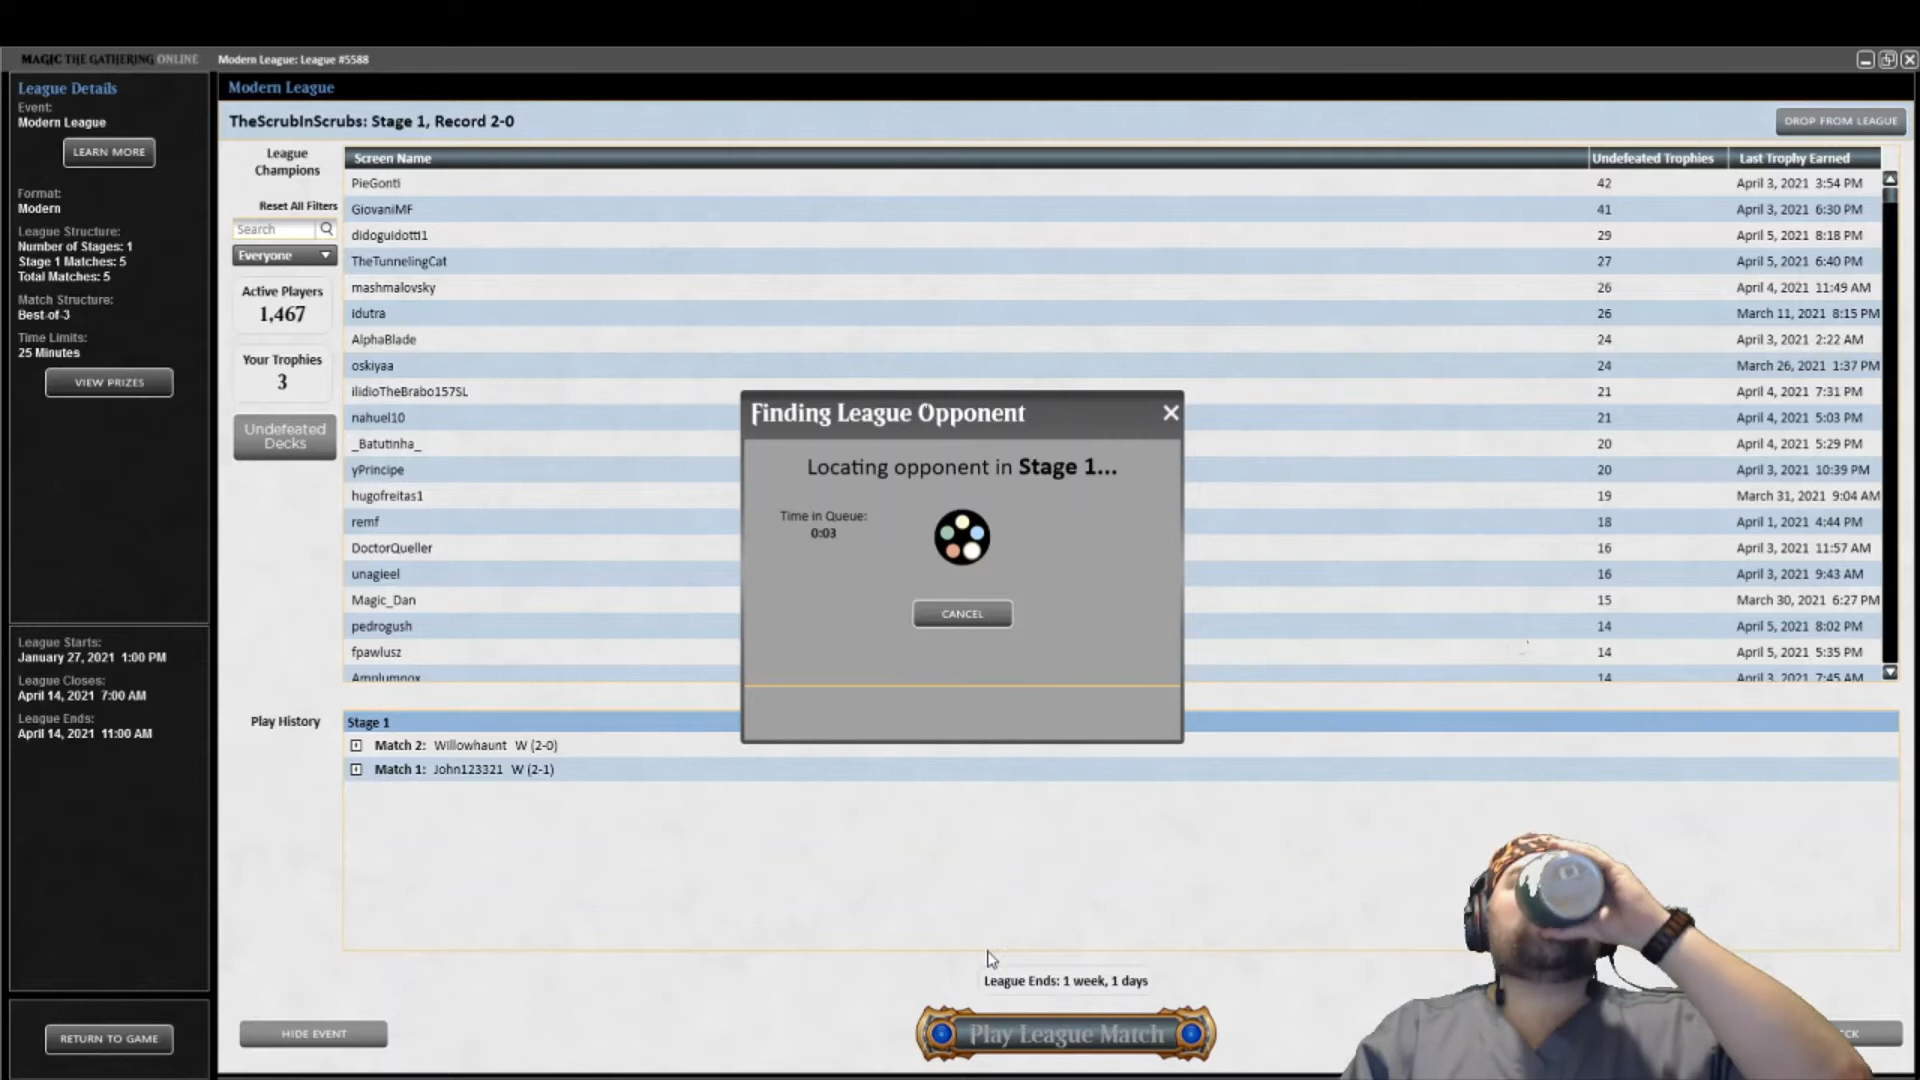 MAGIC THE GATHERING ONLINE
Modern League: League #5588
League Details
Event:
Modern League
LEARN MORE
Format:
Modern
League Structure:
Number of Stages: 1
Stage 1 Matches: 5
Total Matches: 5
Match Structure:
Best-of-3
Time Limits:
25 Minutes
VIEW PRIZES
League Starts:
January 27, 2021 1:00 PM
League Closes:
April 14, 2021 7:00 AM
League Ends:
April 14, 2021 11:00 AM
RETURN TO GAME
Modern League
TheScrubInScrubs: Stage 1, Record 2-0
DROP FROM LEAGUE
League
Champions
Reset All Filters
Search
Everyone
Active Players
1,467
Your Trophies
3
Undefeated
Decks
Screen Name Undefeated Trophies Last Trophy Earned
PieGonti 42 April 3, 2021 3:54 PM
GiovaniMF 41 April 3, 2021 6:30 PM
didoguidotti1 29 April 5, 2021 8:18 PM
TheTunnelingCat 27 April 5, 2021 6:40 PM
mashmalovsky 26 April 4, 2021 11:49 AM
idutra 26 March 11, 2021 8:15 PM
AlphaBlade 24 April 3, 2021 2:22 AM
oskiyaa 24 March 26, 2021 1:37 PM
ilidioTheBrabo157SL 21 April 4, 2021 7:31 PM
nahuel10 21 April 4, 2021 5:03 PM
_Batutinha_ 20 April 4, 2021 5:29 PM
yPrincipe 20 April 3, 2021 10:39 PM
hugofreitas1 19 March 31, 2021 9:04 AM
remf 18 April 1, 2021 4:44 PM
DoctorQueller 16 April 3, 2021 11:57 AM
unagieel 16 April 3, 2021 9:43 AM
Magic_Dan 15 March 30, 2021 6:27 PM
pedrogush 14 April 5, 2021 8:02 PM
fpawlusz 14 April 5, 2021 5:35 PM
14 April 3, 2021 7:45 AM
Finding League Opponent
Locating opponent in Stage 1...
Time in Queue:
0:03
CANCEL
Play History
Stage 1
Match 2: Willowhaunt W (2-0)
Match 1: John123321 W (2-1)
League Ends: 1 week, 1 days
HIDE EVENT
Play League Match
CK